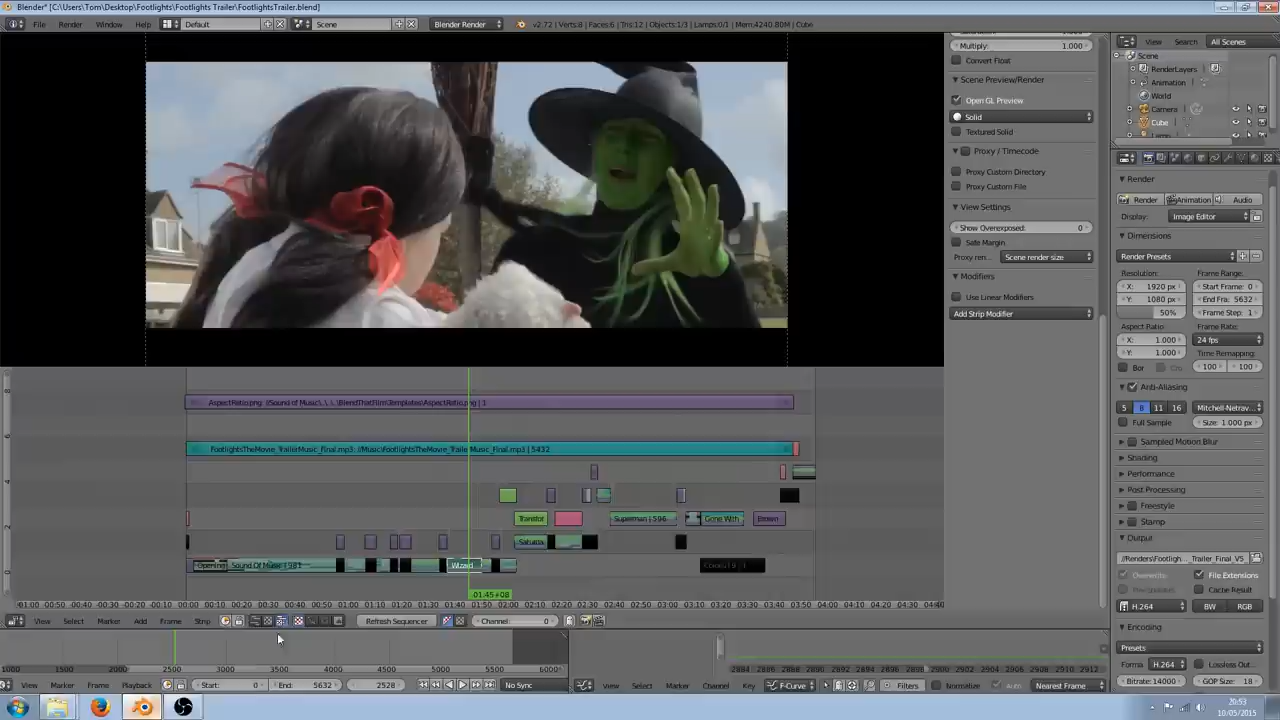 Blender* [C:\Users\Tom\Desktop\Footlights\Footlights Trailer\FootlightsTrailer.blend]
File Render Window Help Default Scene Blender Render v2.72 | Verts:8 | Faces:6 | Tris:12 | Objects:1/3 | Lamps:0/1 | Mem:4240.80M | Cube
View Search All Scenes
Multiply: 1.000
Convert Float
Scene Preview/Render
Open GL Preview
Solid
Textured Solid
Proxy / Timecode
Proxy Custom Directory
Proxy Custom File
View Settings
Show Overexposed: 0
Safe Margin
Proxy ren... Scene render size
Modifiers
Use Linear Modifiers
Add Strip Modifier
Scene
RenderLayers
Animation
World
Camera
Cube
Lamp
Render
Render Animation Audio
Display: Image Editor
Dimensions
Render Presets
Resolution: Frame Range:
X: 1920 px Start Frame: 0
Y: 1080 px End Fra: 5632
50% Frame Step: 1
Aspect Ratio: Frame Rate:
X: 1.000 24 fps
Y: 1.000 Time Remapping:
Bor 100 100
Anti-Aliasing
5 8 11 16 Mitchell-Netrav...
Full Sample Size: 1.000 px
Sampled Motion Blur
Shading
Performance
Post Processing
Freestyle
Stamp
Output
//Renders/Footligh..._Trailer_Final_V5
Overwrite File Extensions
Placeholders Cache Result
H.264 BW RGB
Encoding
Presets
Forma H.264 Lossless Out...
Bitrate: 14000 GOP Size: 18
8
6
4
2
0
AspectRatio.png: //Sound of Music\..\..\..\BlendThatFilm\Templates\AspectRatio.png | 1
FootlightsTheMovie_TrailerMusic_Final.mp3: //Music\FootlightsTheMovie_TrailerMusic_Final.mp3 | 5432
Transfor Superman | 596 Gone With
Opening Sound Of Music | 981 Wizard
01:45+08
-01:00 -00:50 -00:40 -00:30 -00:20 -00:10 00:00 00:10 00:20 00:30 00:40 00:50 01:00 01:10 01:20 01:30 01:40 01:50 02:00 02:10 02:20 02:30 02:40 02:50 03:00 03:10 03:20 03:30 03:40 03:50 04:00 04:10 04:20 04:30 04:4
View Select Marker Add Frame Strip Refresh Sequencer Channel: 0
1000 1500 2000 2500 3000 3500 4000 4500 5000 5500 6000
View Marker Frame Playback Start: 0 End: 5632 2528 No Sync
2884 2886 2888 2890 2892 2894 2896 2898 2900 2902 2904 2906 2908 2910 2912
View Select Marker Channel Key F-Curve Filters Normalize Auto Nearest Frame
20:53
10/05/2015